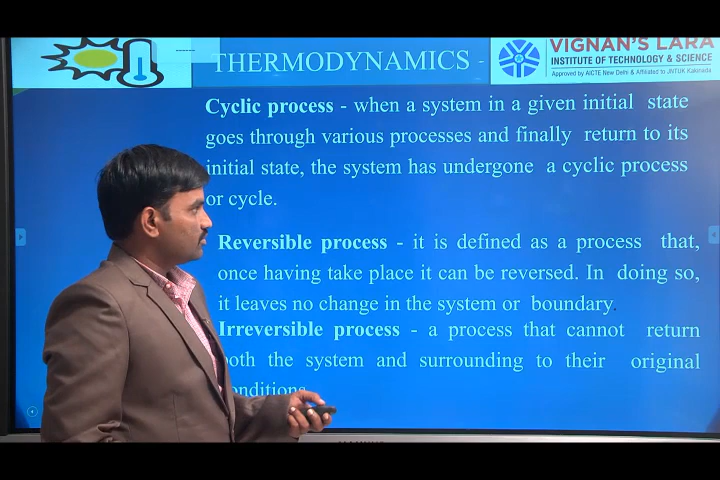 THERMODYNAMICS -
VIGNAN'S LARA
INSTITUTE OF TECHNOLOGY & SCIENCE
Approved by AICTE New Delhi & Affiliated to JNTUK Kakinada
Cyclic process - when a system in a given initial state
goes through various processes and finally return to its
initial state, the system has undergone a cyclic process
or cycle.
Reversible process - it is defined as a process that,
once having take place it can be reversed. In doing so,
it leaves no change in the system or boundary.
Irreversible process - a process that cannot return
both the system and surrounding to their original
conditions